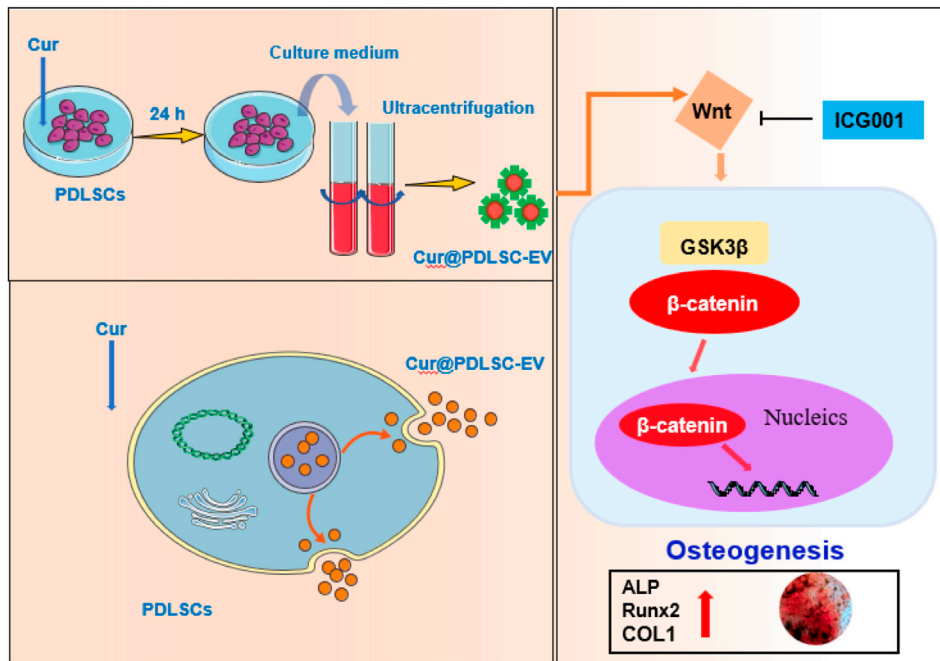 Cur
Culture medium
24 h
Ultracentrifugation
PDLSCs
Cur@PDLSC-EV
Cur
Cur@PDLSC-EV
PDLSCs
Wnt
ICG001
GSK3β
β-catenin
β-catenin
Nucleics
Osteogenesis
ALP
Runx2
COL1